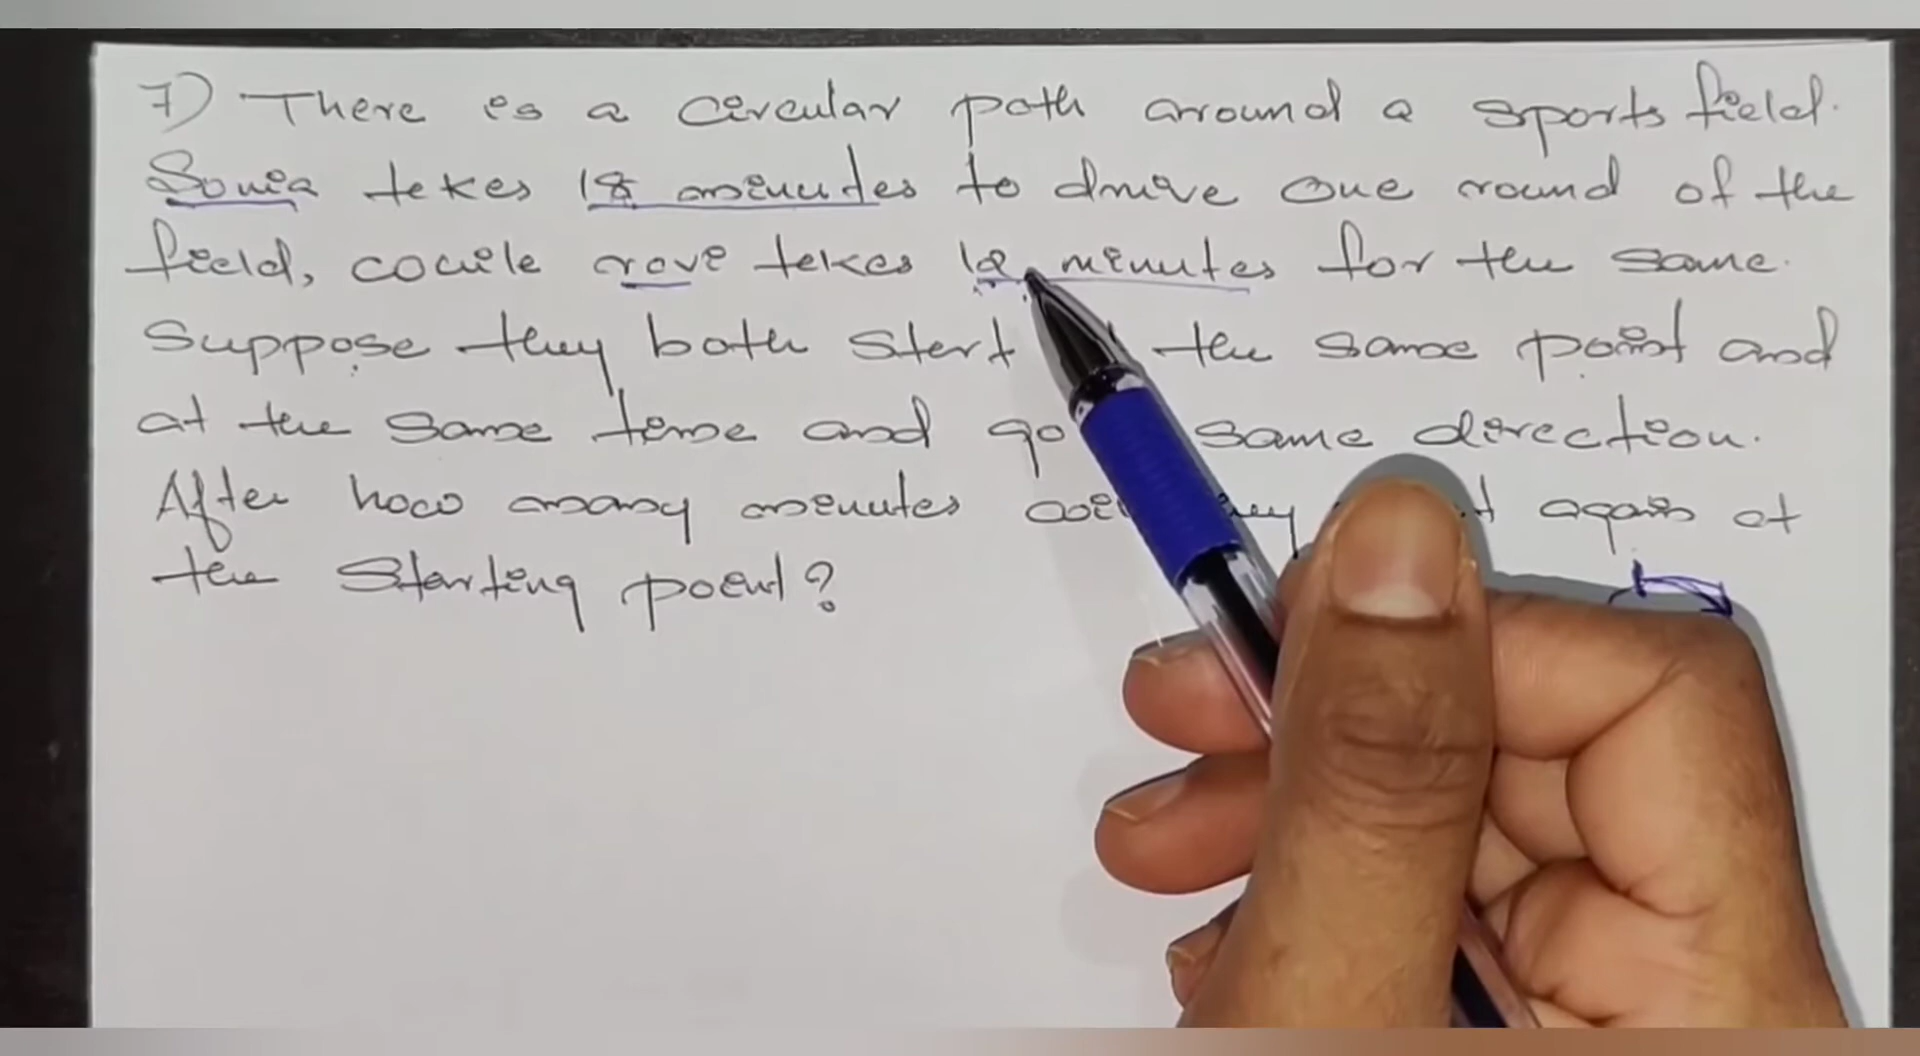 7) There is a circular path around a sports field.
Sonia takes 18 minutes to drive one round of the
field, while ravi takes 12 minutes for the same.
Suppose they both start the same point and
at the same time and go same direction.
After how many minutes again at
the starting point?